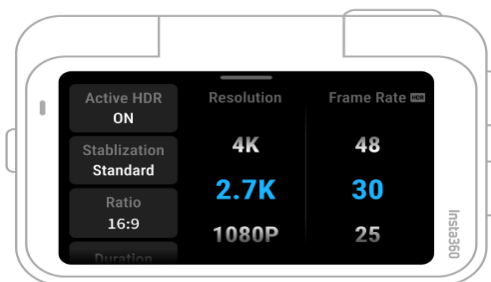 Active HDR
ON
Stablization
Standard
Ratio
16:9
Duration
Resolution
4K
2.7K
1080P
Frame Rate HDR
48
30
25
Insta360